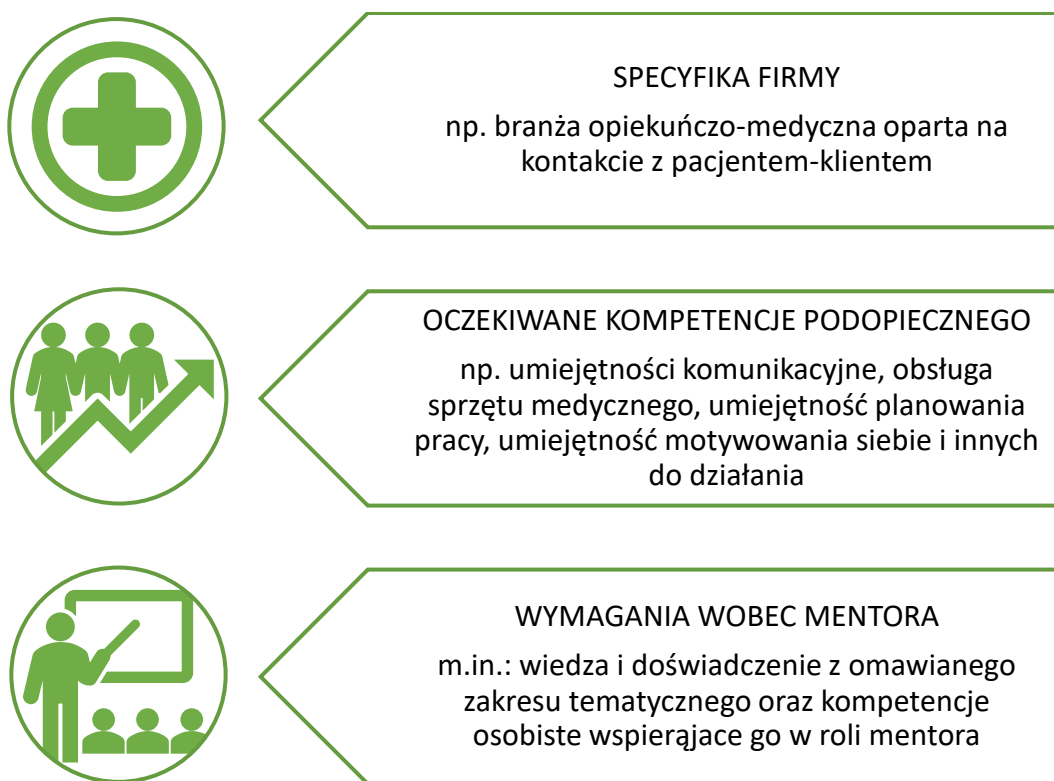 SPECYFIKA FIRMY
np. branża opiekuńczo-medyczna oparta na
kontakcie z pacjentem-klientem
OCZEKIWANE KOMPETENCJE PODOPIECZNEGO
np. umiejętności komunikacyjne, obsługa
sprzętu medycznego, umiejętność planowania
pracy, umiejętność motywowania siebie i innych
do działania
WYMAGANIA WOBEC MENTORA
m.in.: wiedza i doświadczenie z omawianego
zakresu tematycznego oraz kompetencje
osobiste wspierąjace go w roli mentora